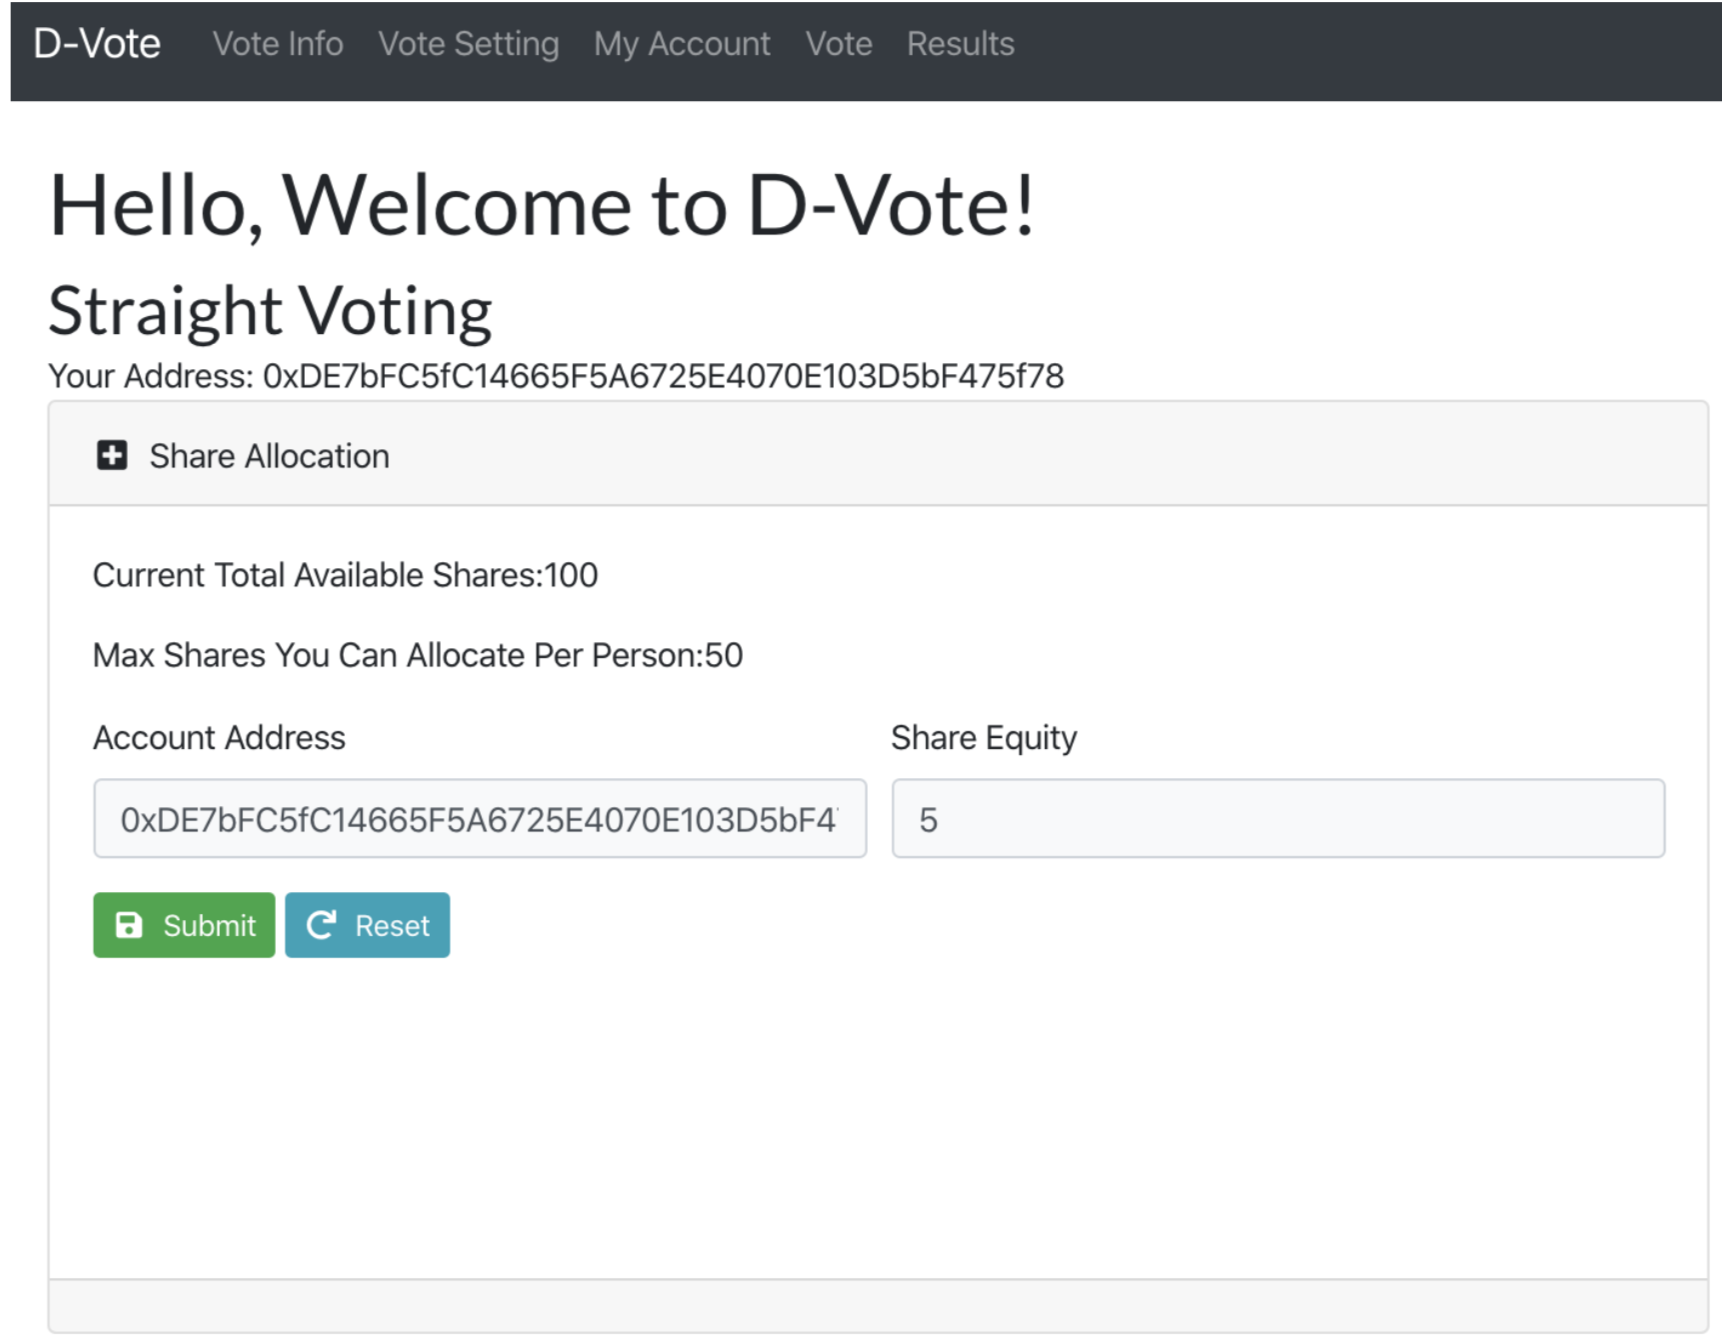 D-Vote Vote Info Vote Setting My Account Vote Results
Hello, Welcome to D-Vote!
Straight Voting
Your Address: 0xDE7bFC5fC14665F5A6725E4070E103D5bF475f78
Share Allocation
Current Total Available Shares:100
Max Shares You Can Allocate Per Person:50
Account Address Share Equity
0xDE7bFC5fC14665F5A6725E4070E103D5bF4 5
Submit Reset